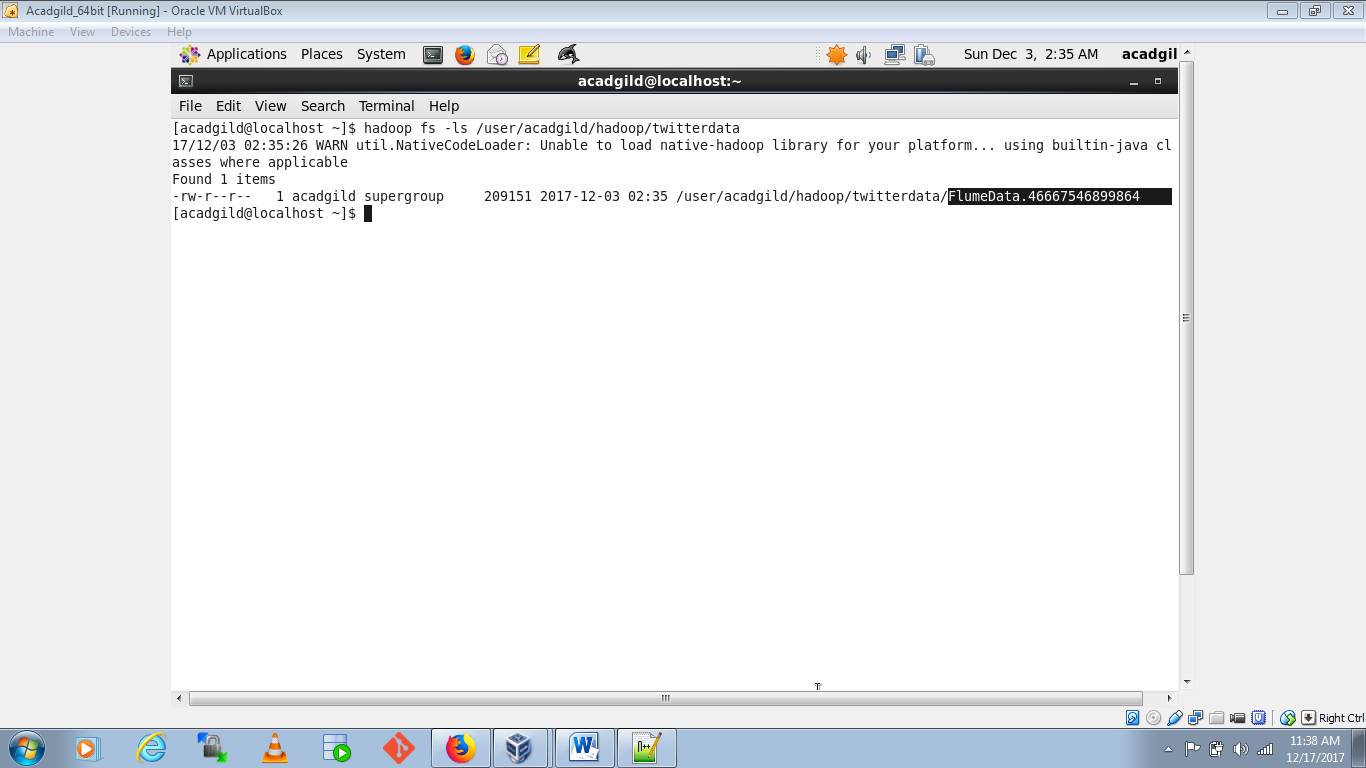 Acadgild_64bit [Running] - Oracle VM VirtualBox
Machine View Devices Help
Applications Places System Sun Dec 3, 2:35 AM acadgil
acadgild@localhost:~
File Edit View Search Terminal Help
[acadgild@localhost ~]$ hadoop fs -ls /user/acadgild/hadoop/twitterdata
17/12/03 02:35:26 WARN util.NativeCodeLoader: Unable to load native-hadoop library for your platform... using builtin-java cl
asses where applicable
Found 1 items
-rw-r--r--   1 acadgild supergroup     209151 2017-12-03 02:35 /user/acadgild/hadoop/twitterdata/FlumeData.46667546899864
[acadgild@localhost ~]$
Right Ctrl
11:38 AM
12/17/2017